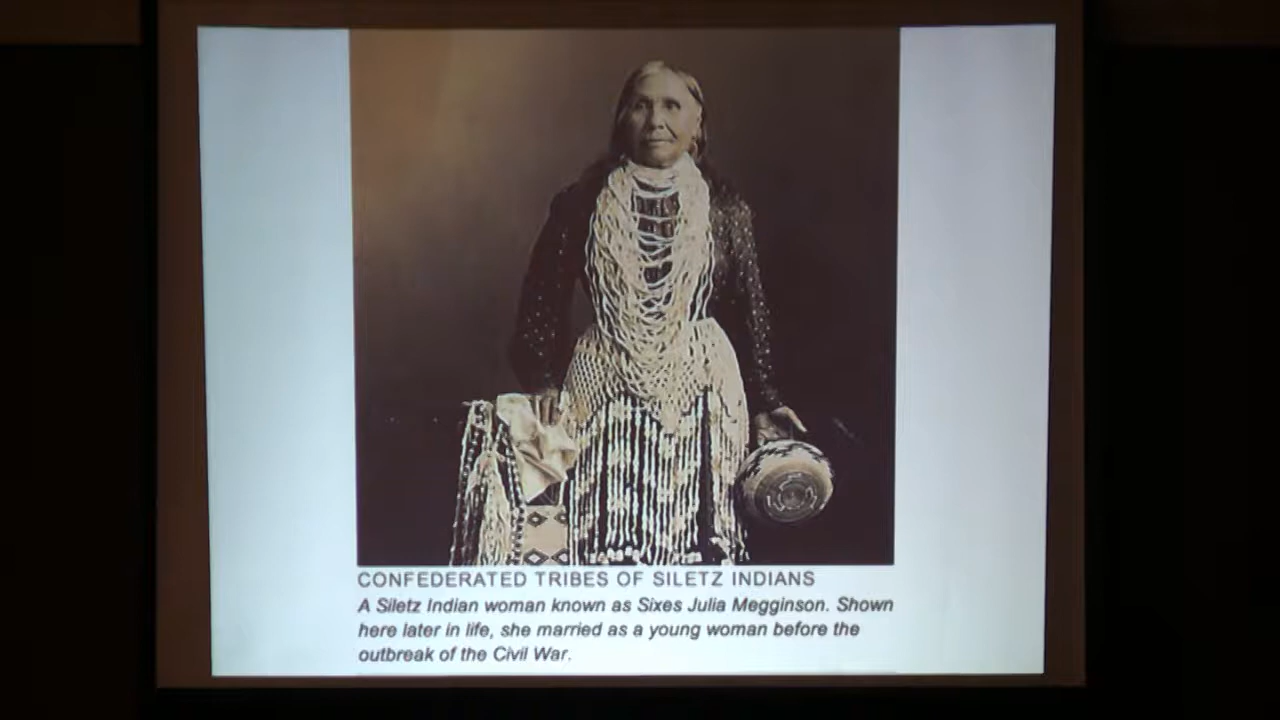 CONFEDERATED TRIBES OF SILETZ INDIANS
A Siletz Indian woman known as Sixes Julia Megginson. Shown
here later in life, she married as a young woman before the
outbreak of the Civil War.